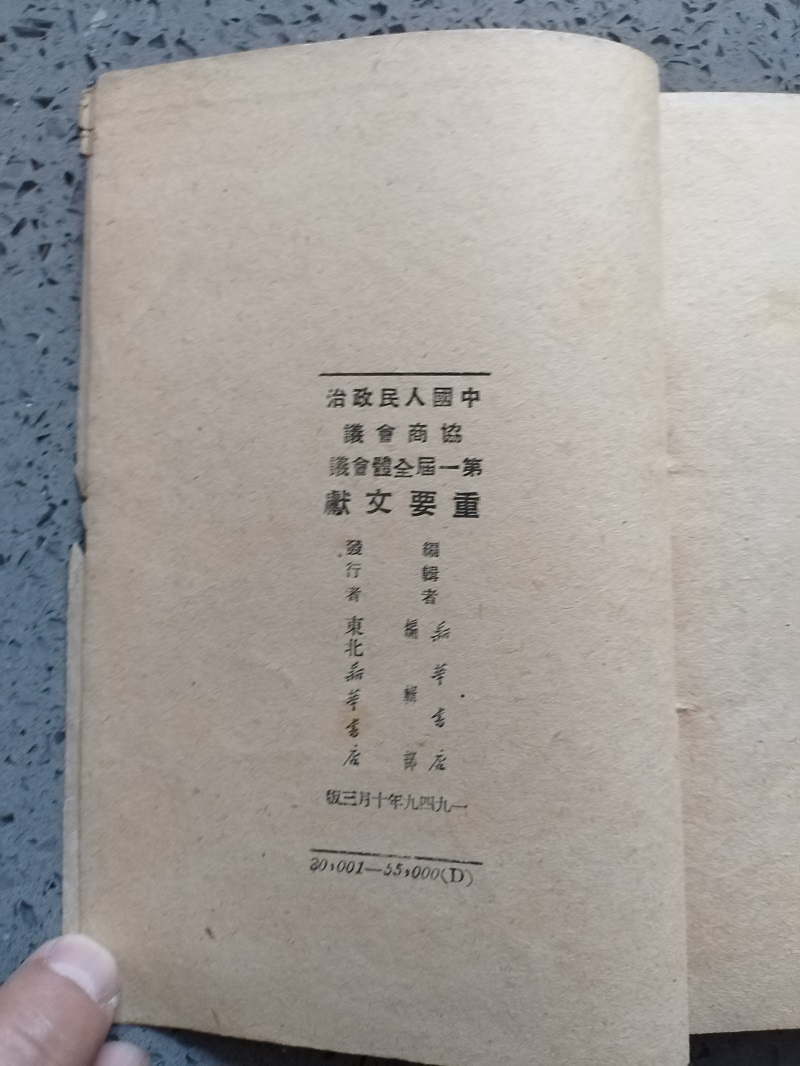 中國人民政治
協商會議
第一屆全體會議
重要文獻
編輯者
新華書店
編輯部
發行者
東北新華書店
一九四九年十月三版
30,001—55,000(D)